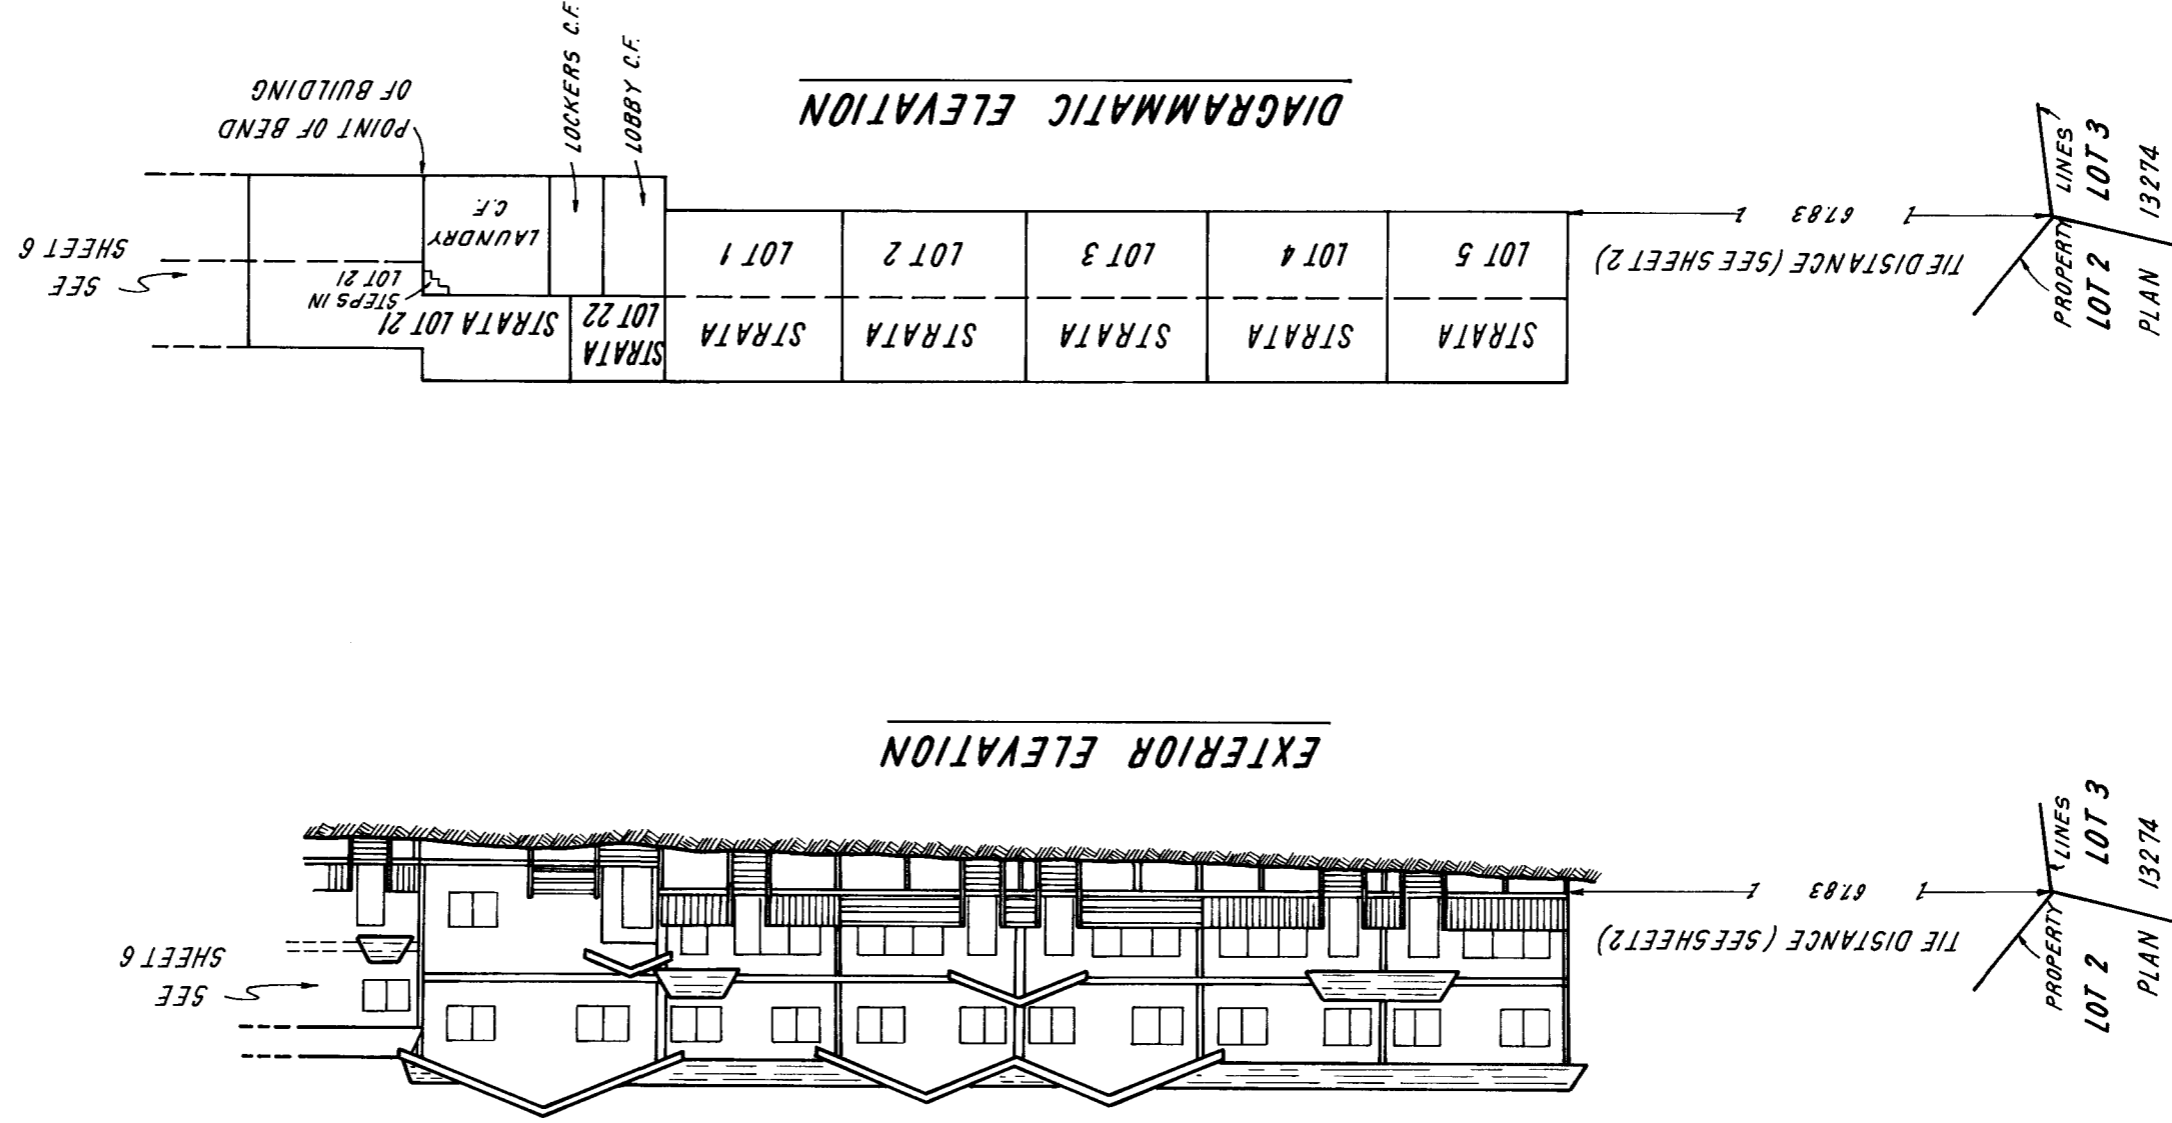 PLAN 13274
LOT 2 LOT 3
PROPERTY LINES
TIE DISTANCE (SEE SHEET 2)
67.83
SEE
SHEET 6
EXTERIOR ELEVATION
PLAN 13274
LOT 2 LOT 3
PROPERTY LINES
TIE DISTANCE (SEE SHEET 2)
67.83
STRATA
LOT 5
STRATA
LOT 4
STRATA
LOT 3
STRATA
LOT 2
STRATA
LOT 1
STRATA
LOT 22
STRATA LOT 21
STEPS IN
LOT 21
LAUNDRY
C.F.
SEE
SHEET 6
LOBBY C.F.
LOCKERS C.F.
POINT OF BEND
OF BUILDING
DIAGRAMMATIC ELEVATION